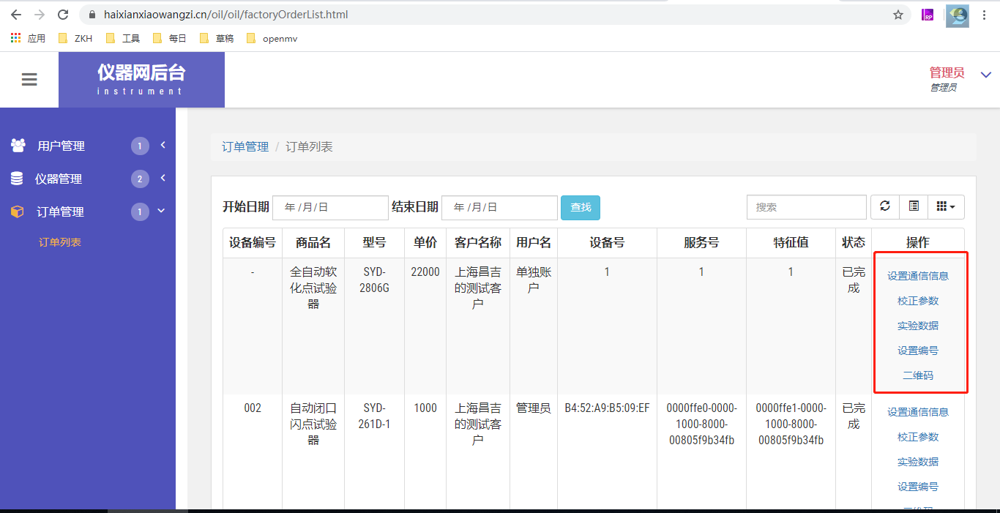 haixianxiaowangzi.cn/oil/oil/factoryOrderList.html
RP
应用 ZKH 工具 每日 草稿 openmv
仪器网后台
instrument
管理员
管理员
用户管理 1
仪器管理 2
订单管理 1
订单列表
订单管理 / 订单列表
开始日期 年 /月/日 结束日期 年 /月/日 查找 搜索
设备编号 商品名 型号 单价 客户名称 用户名 设备号 服务号 特征值 状态 操作
- 全自动软 SYD- 22000 上海昌吉 单独账 1 1 1 已完 设置通信信息
化点试验 2806G 的测试客 户 成 校正参数
器 户
实验数据
设置编号
二维码
002 自动闭口 SYD- 1000 上海昌吉 管理员 B4:52:A9:B5:09:EF 0000ffe0-0000- 0000ffe1-0000- 已完 设置通信信息
闪点试验 261D-1 的测试客 1000-8000- 1000-8000- 成 校正参数
器 户 00805f9b34fb 00805f9b34fb
实验数据
设置编号